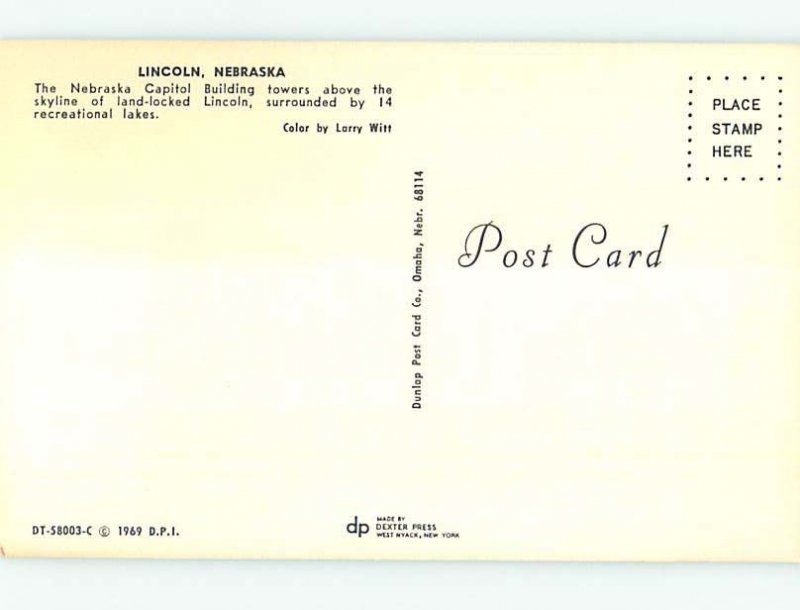 LINCOLN, NEBRASKA
The Nebraska Capitol Building towers above the
skyline of land-locked Lincoln, surrounded by 14
recreational lakes.
Color by Larry Witt
PLACE
STAMP
HERE
Post Card
Dunlap Post Card Co., Omaha, Nebr. 68114
DT-58003-C © 1969 D.P.I.
dp
MADE BY
DEXTER PRESS
WEST NYACK, NEW YORK